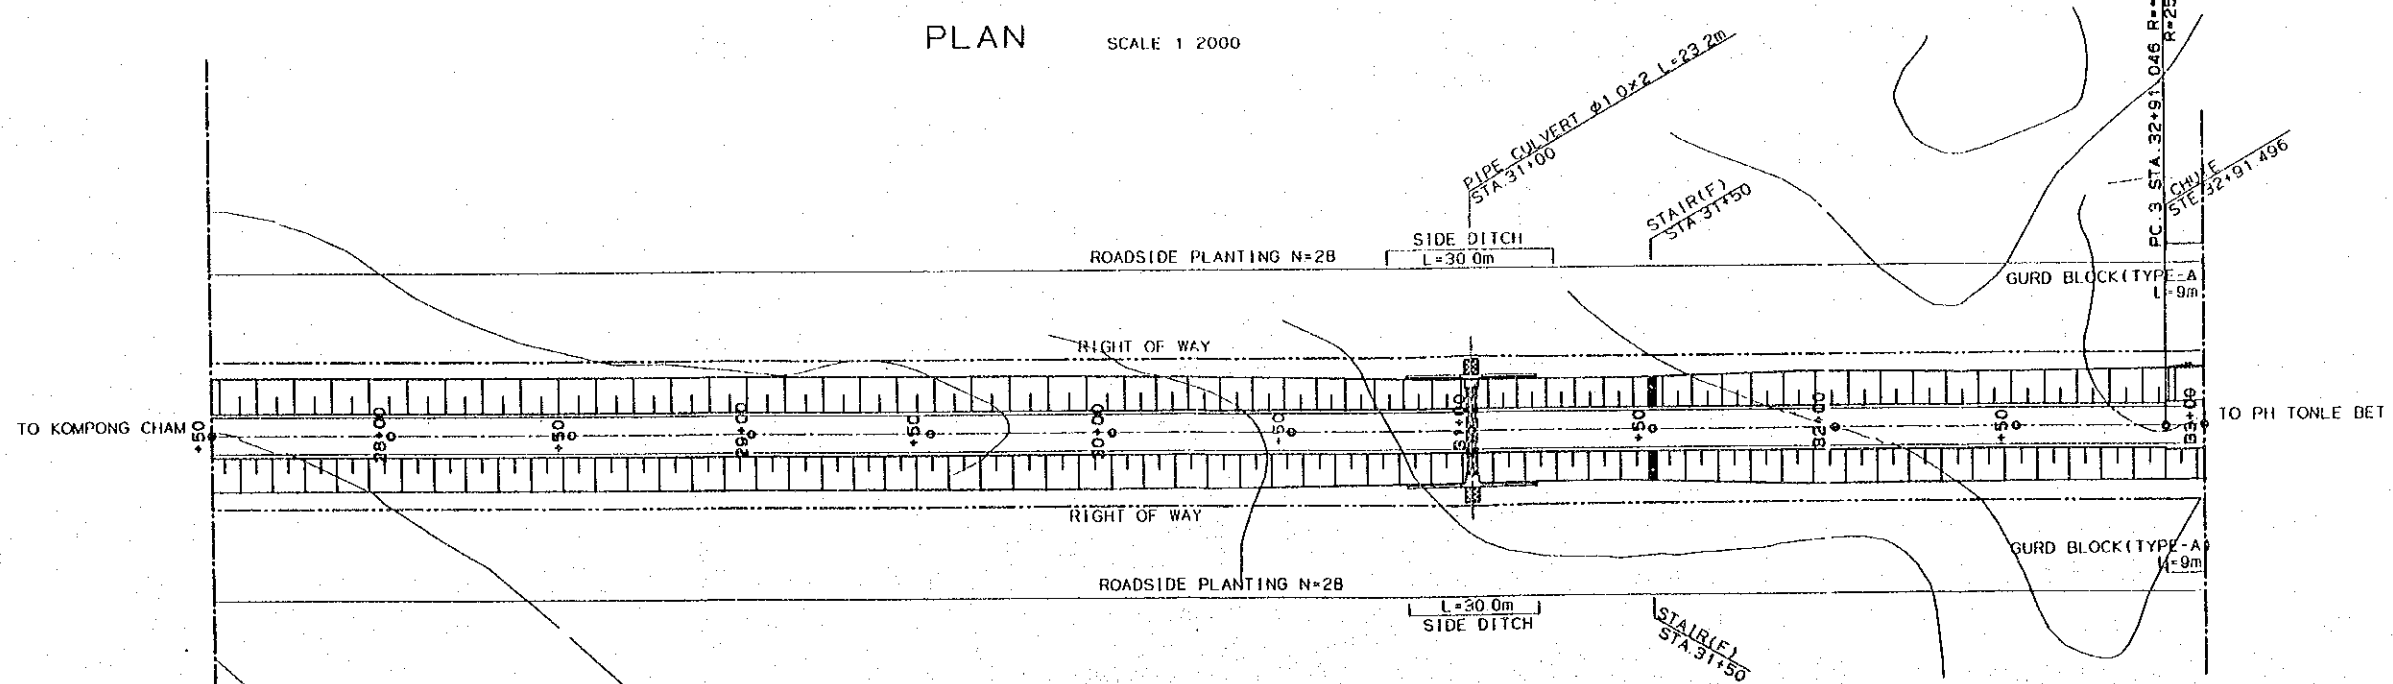 PLAN
SCALE 1 2000
PIPE CULVERT Ø1.0×2 L=23.2m
STA.31+00
STAIR(F)
STA.31+50
PC.3 STA.32+91.046
CHUTE
STE.32+91.496
ROADSIDE PLANTING N=28
SIDE DITCH
L=30.0m
GURD BLOCK(TYPE-A
L=9m
RIGHT OF WAY
TO KOMPONG CHAM
+50
28+00
+50
29+00
+50
30+00
+50
31+00
+50
32+00
+50
33+00
TO PH TONLE BET
RIGHT OF WAY
GURD BLOCK(TYPE-A)
L=9m
ROADSIDE PLANTING N=28
L=30.0m
SIDE DITCH
STAIR(F)
STA.31+50